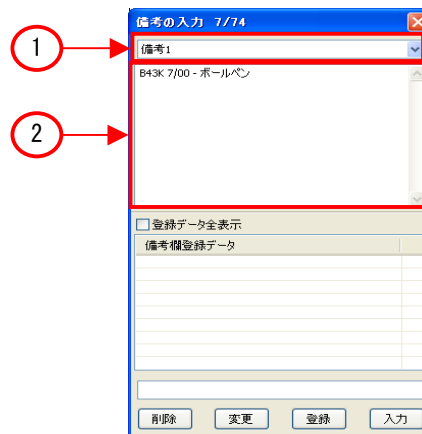 備考の入力 7/74
1
備考1
B43K 7/00 - ボールペン
2
登録データ全表示
備考欄登録データ
削除
変更
登録
入力